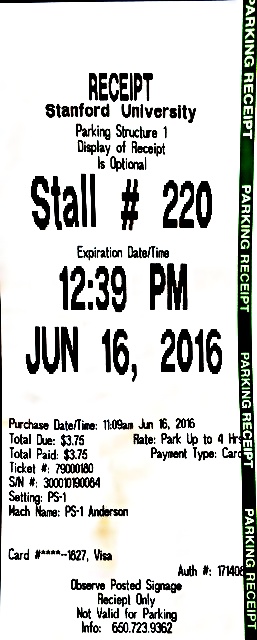 RECEIPT
Stanford University
Parking Structure 1
Display of Receipt
Is Optional
Stall # 220
Expiration Date/Time
12:39 PM
JUN 16, 2016
Purchase Date/Time: 11:09am Jun 16, 2016
Total Due: $3.75 Rate: Park Up to 4 Hrs
Total Paid: $3.75 Payment Type: Card
Ticket #: 79000180
S/N #: 300010190064
Setting: PS-1
Mach Name: PS-1 Anderson
Card #****-1627, Visa
Auth #: 171408
Observe Posted Signage
Reciept Only
Not Valid for Parking
Info: 650.723.9362
PARKING RECEIPT
PARKING RECEIPT
PARKING RECEIPT
PARKING RECEIPT